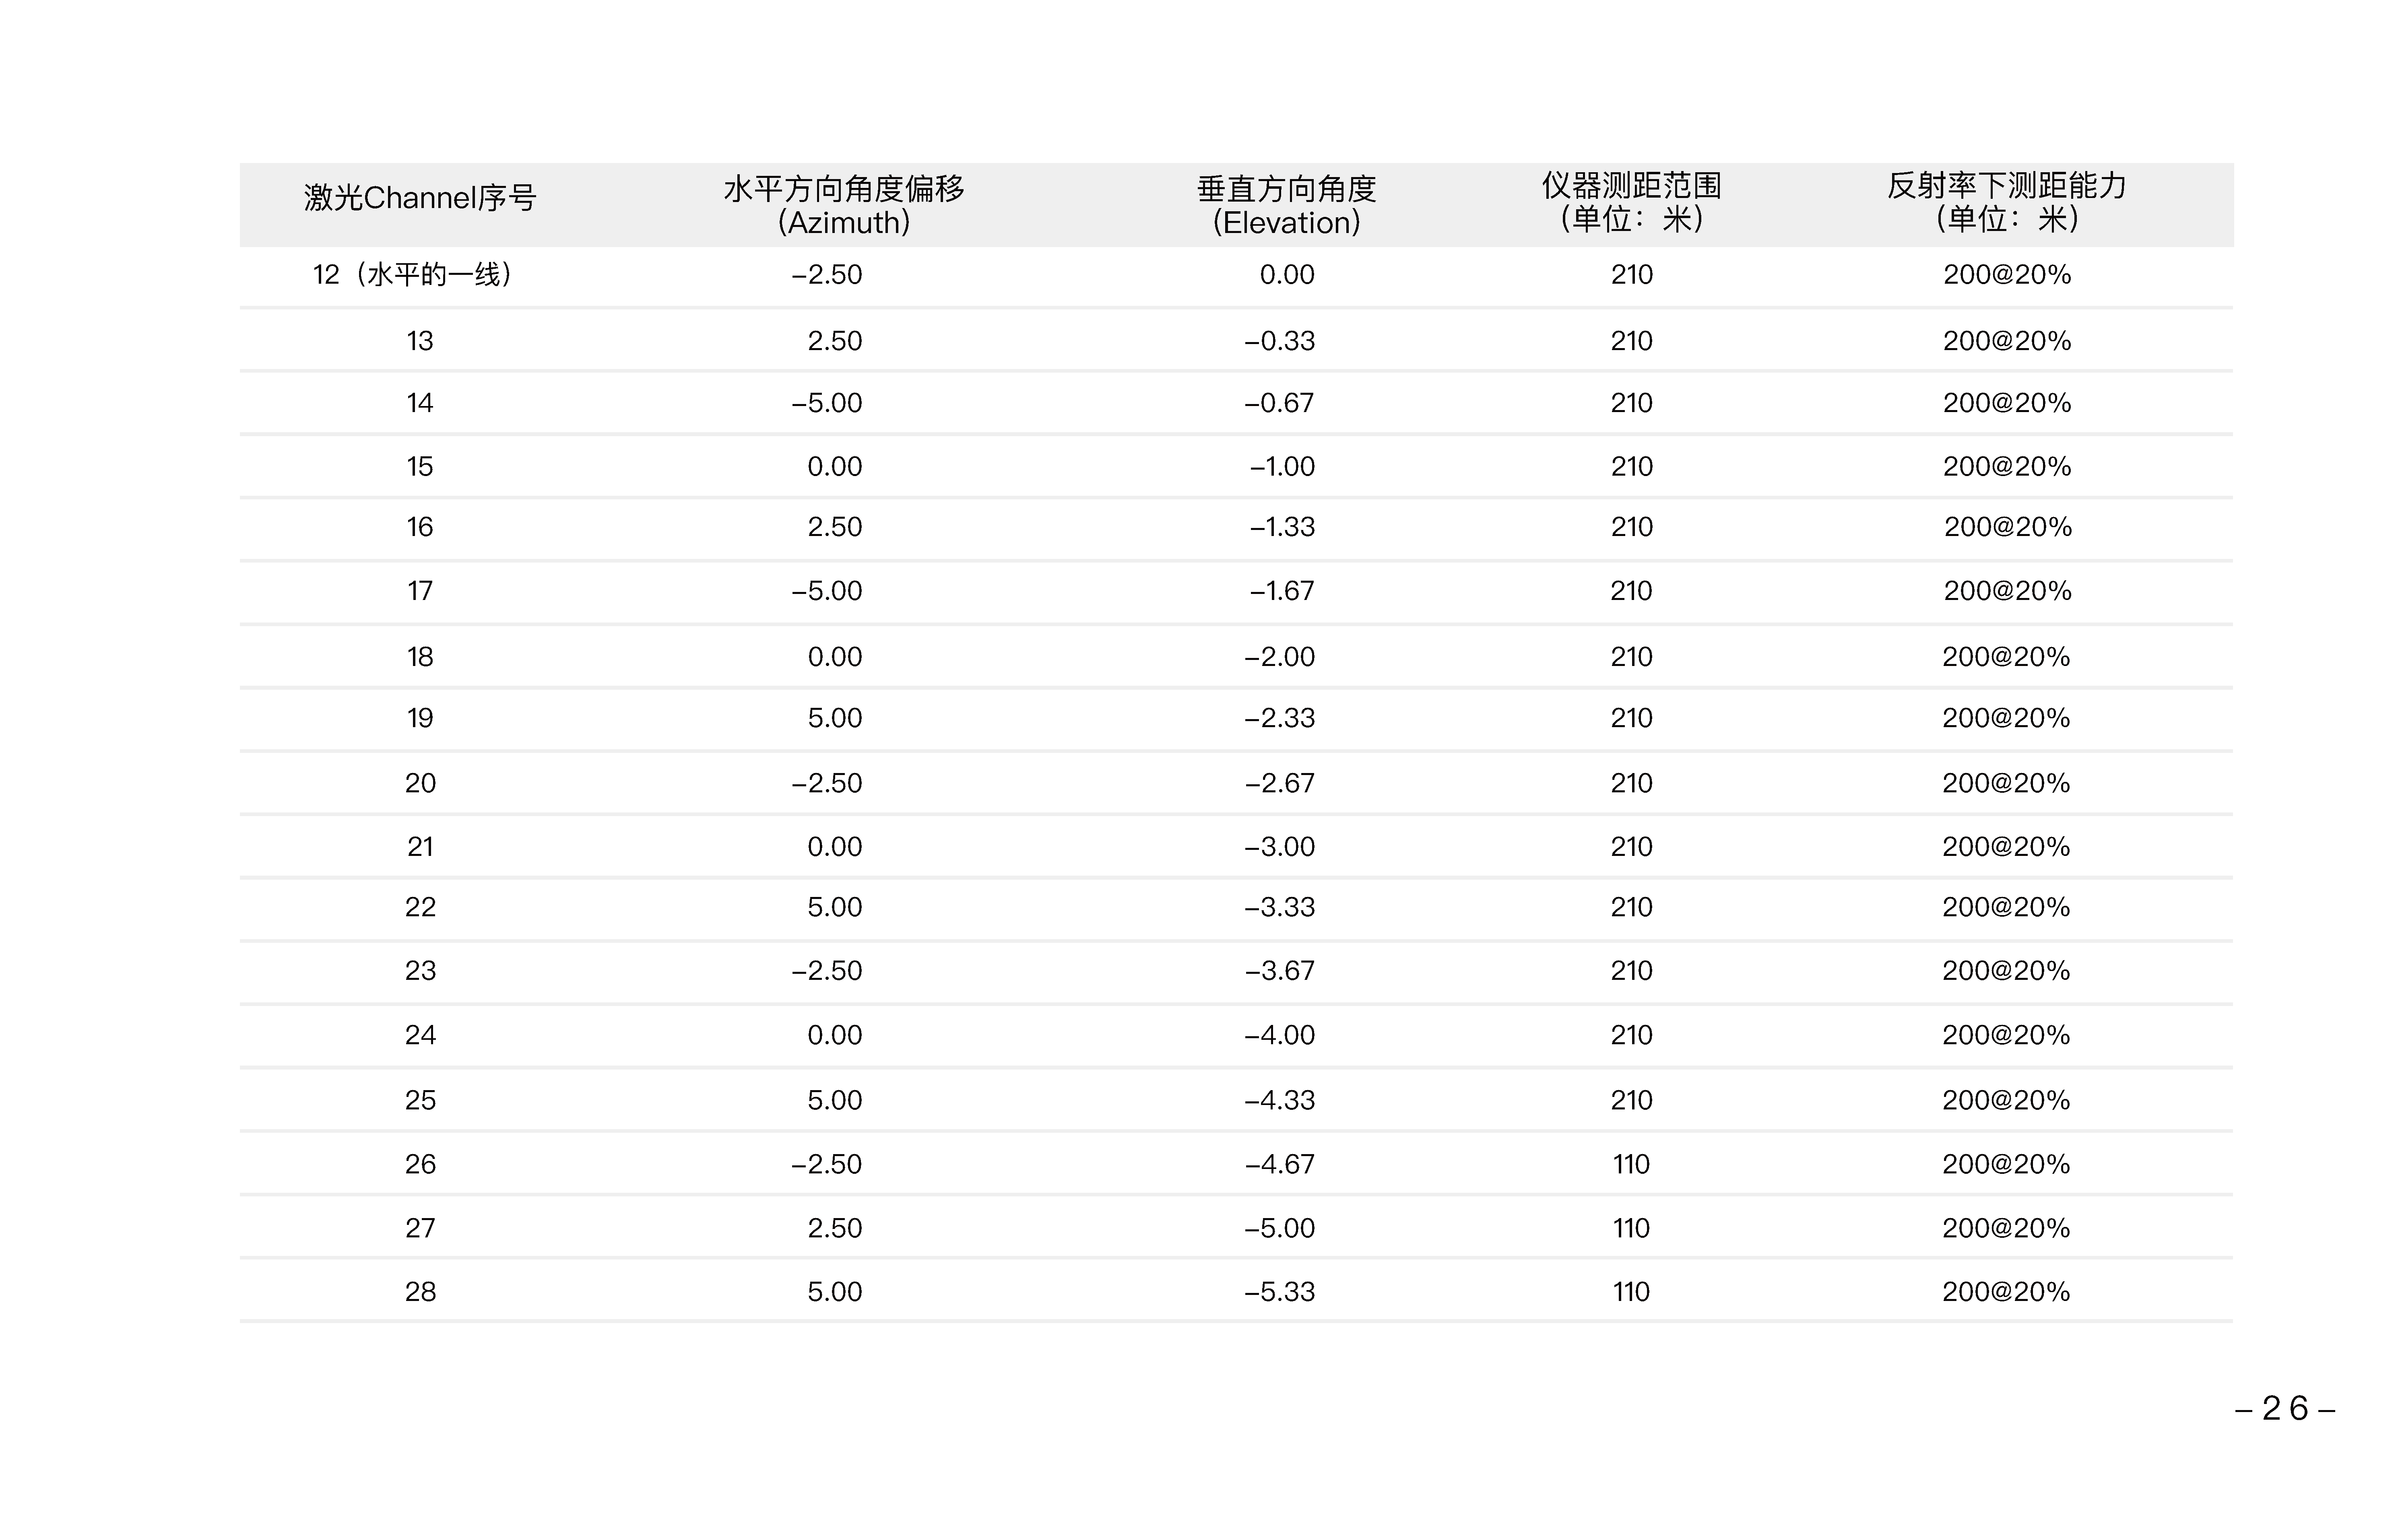 激光Channel序号 水平方向角度偏移 (Azimuth) 垂直方向角度 (Elevation) 仪器测距范围 （单位：米） 反射率下测距能力 （单位：米）
12（水平的一线） –2.50 0.00 210 200@20%
13 2.50 –0.33 210 200@20%
14 –5.00 –0.67 210 200@20%
15 0.00 –1.00 210 200@20%
16 2.50 –1.33 210 200@20%
17 –5.00 –1.67 210 200@20%
18 0.00 –2.00 210 200@20%
19 5.00 –2.33 210 200@20%
20 –2.50 –2.67 210 200@20%
21 0.00 –3.00 210 200@20%
22 5.00 –3.33 210 200@20%
23 –2.50 –3.67 210 200@20%
24 0.00 –4.00 210 200@20%
25 5.00 –4.33 210 200@20%
26 –2.50 –4.67 110 200@20%
27 2.50 –5.00 110 200@20%
28 5.00 –5.33 110 200@20%
–26–